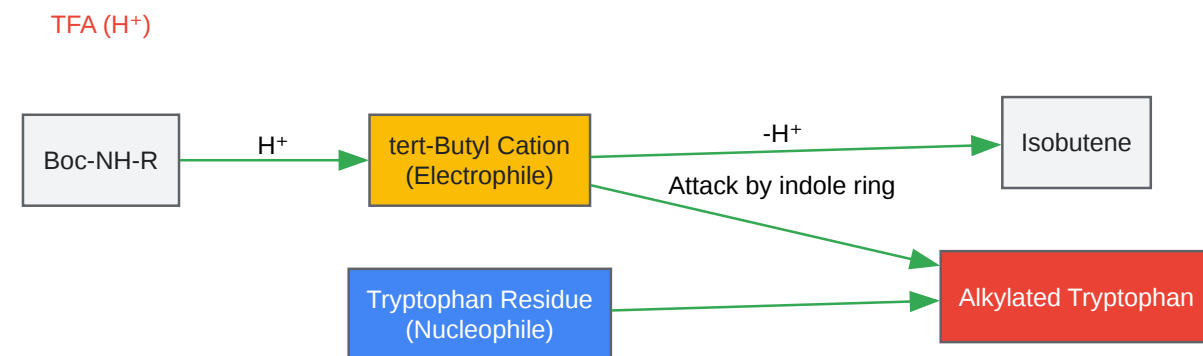 TFA (H⁺)
Boc-NH-R
H⁺
tert-Butyl Cation
(Electrophile)
-H⁺
Isobutene
Attack by indole ring
Tryptophan Residue
(Nucleophile)
Alkylated Tryptophan